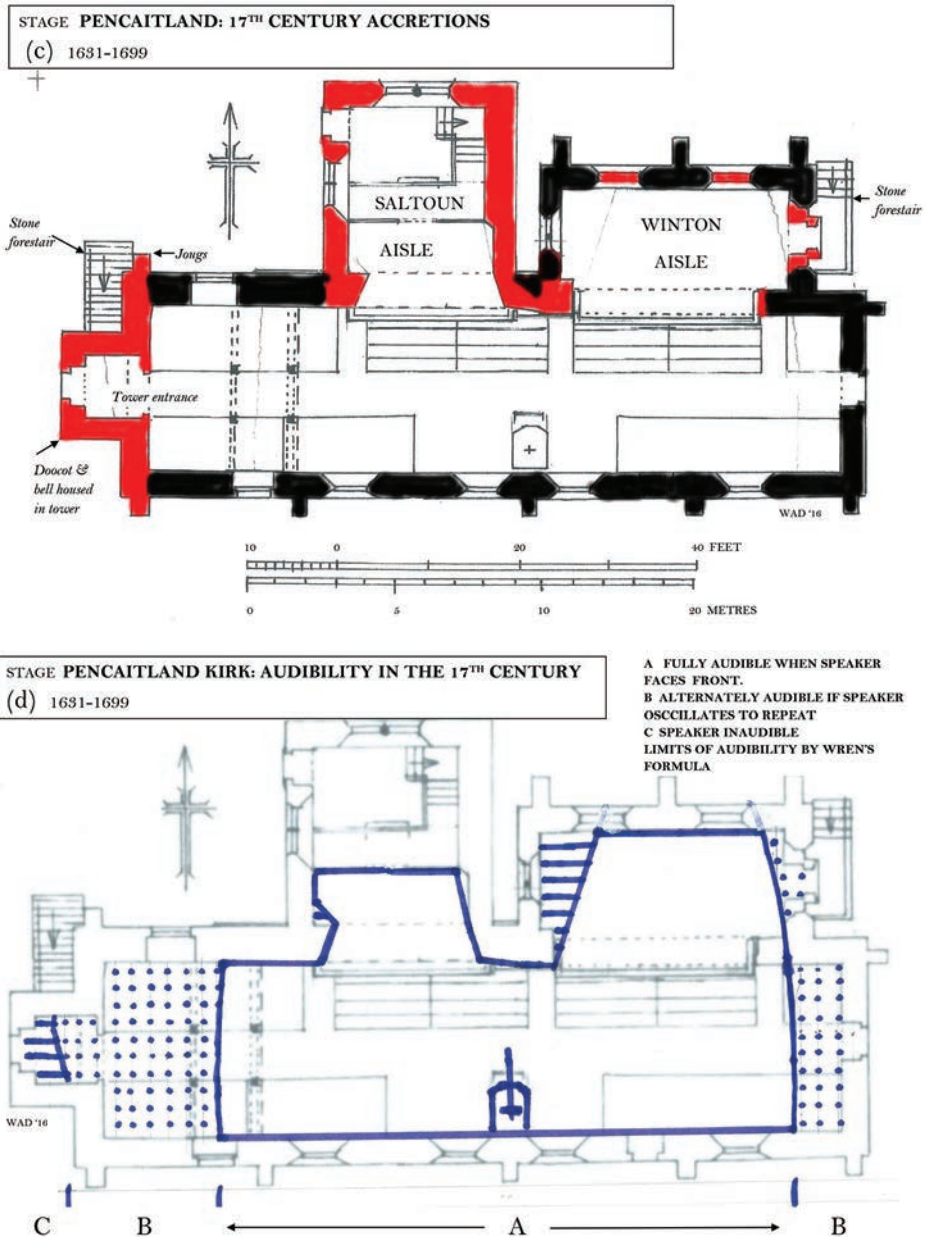 STAGE PENCAITLAND: 17TH CENTURY ACCRETIONS
(c) 1631-1699
SALTOUN
AISLE
WINTON
AISLE
Stone
forestair
Stone
forestair
Jougs
Tower entrance
Doocot &
bell housed
in tower
WAD '16
10 0 20 40 FEET
0 5 10 20 METRES
STAGE PENCAITLAND KIRK: AUDIBILITY IN THE 17TH CENTURY
(d) 1631-1699
A FULLY AUDIBLE WHEN SPEAKER
FACES FRONT.
B ALTERNATELY AUDIBLE IF SPEAKER
OSCCILLATES TO REPEAT
C SPEAKER INAUDIBLE
LIMITS OF AUDIBILITY BY WREN'S
FORMULA
WAD '16
C B A B